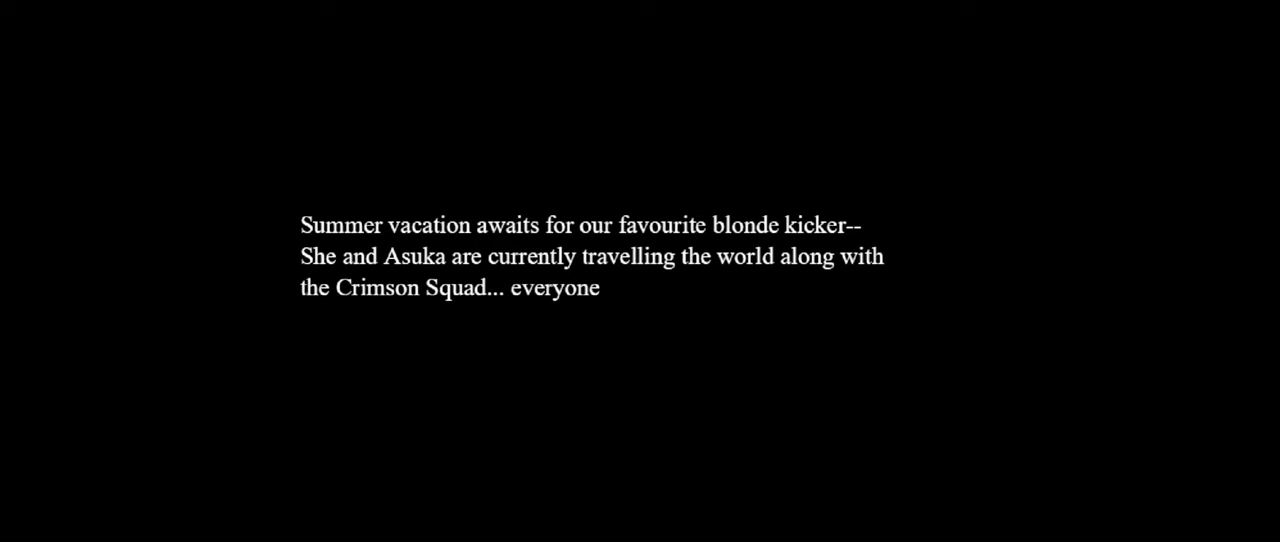 Summer vacation awaits for our favourite blonde kicker--
She and Asuka are currently travelling the world along with
the Crimson Squad... everyone